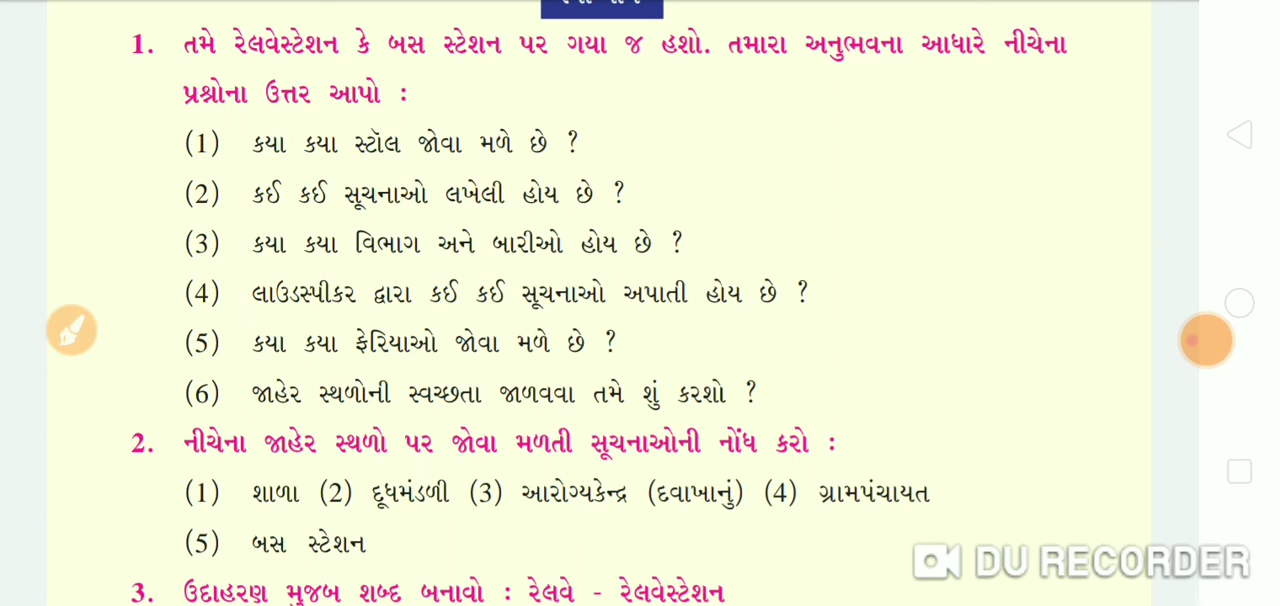 1. તમે રેલવેસ્ટેશન કે બસ સ્ટેશન પર ગયા જ હશો. તમારા અનુભવના આધારે નીચેના
પ્રશ્નોના ઉત્તર આપો :
(1) કયા કયા સ્ટૉલ જોવા મળે છે ?
(2) કઈ કઈ સૂચનાઓ લખેલી હોય છે ?
(3) કયા કયા વિભાગ અને બારીઓ હોય છે ?
(4) લાઉડસ્પીકર દ્વારા કઈ કઈ સૂચનાઓ અપાતી હોય છે ?
(5) કયા કયા ફેરિયાઓ જોવા મળે છે ?
(6) જાહેર સ્થળોની સ્વચ્છતા જાળવવા તમે શું કરશો ?
2. નીચેના જાહેર સ્થળો પર જોવા મળતી સૂચનાઓની નોંધ કરો :
(1) શાળા (2) દૂધમંડળી (3) આરોગ્યકેન્દ્ર (દવાખાનું) (4) ગ્રામપંચાયત
(5) બસ સ્ટેશન
DU RECORDER
3. ઉદાહરણ મુજબ શબ્દ બનાવો : રેલવે - રેલવેસ્ટેશન